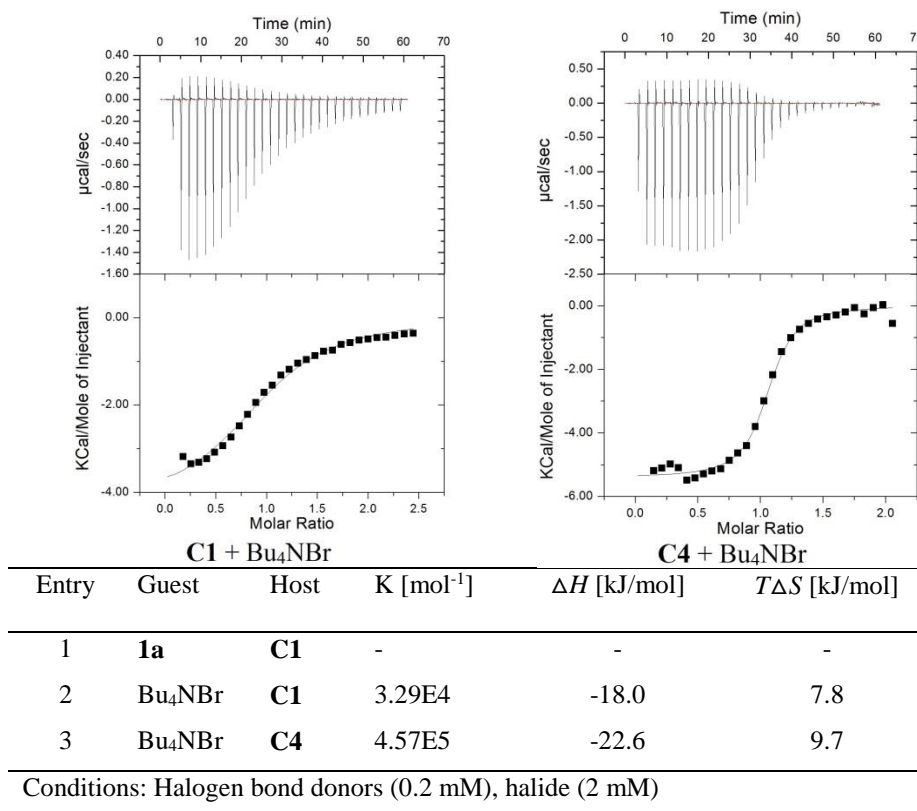 Time (min)
0 10 20 30 40 50 60 70
0.40
0.20
0.00
-0.20
-0.40
-0.60
-0.80
-1.00
-1.20
-1.40
-1.60
µcal/sec
0.00
-2.00
-4.00
KCal/Mole of Injectant
0.0 0.5 1.0 1.5 2.0 2.5
Molar Ratio
C1 + Bu₄NBr
Time (min)
0 10 20 30 40 50 60 70
0.50
0.00
-0.50
-1.00
-1.50
-2.00
-2.50
µcal/sec
0.00
-2.00
-4.00
-6.00
KCal/Mole of Injectant
0.0 0.5 1.0 1.5 2.0
Molar Ratio
C4 + Bu₄NBr
Entry Guest Host K [mol⁻¹] ΔH [kJ/mol] TΔS [kJ/mol]
1 1a C1 - - -
2 Bu₄NBr C1 3.29E4 -18.0 7.8
3 Bu₄NBr C4 4.57E5 -22.6 9.7
Conditions: Halogen bond donors (0.2 mM), halide (2 mM)